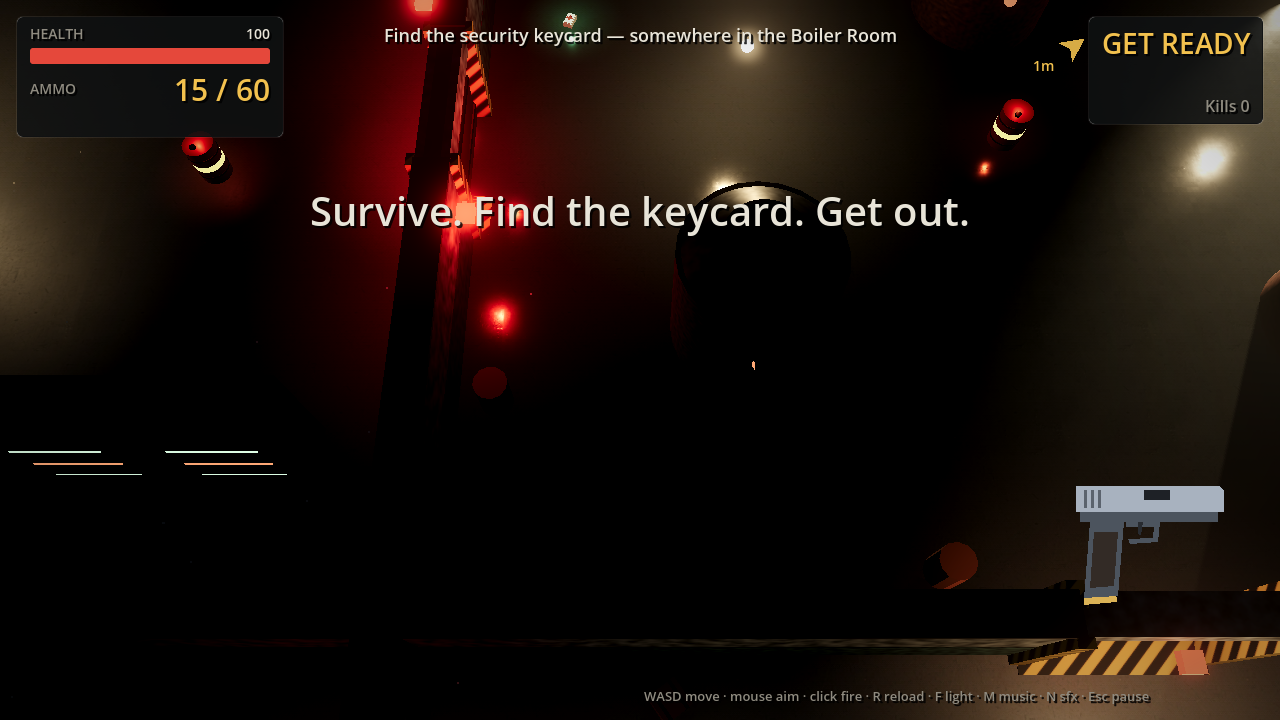 HEALTH 100
AMMO 15 / 60
Find the security keycard — somewhere in the Boiler Room
1m
GET READY
Kills 0
Survive. Find the keycard. Get out.
WASD move · mouse aim · click fire · R reload · F light · M music · N sfx · Esc pause